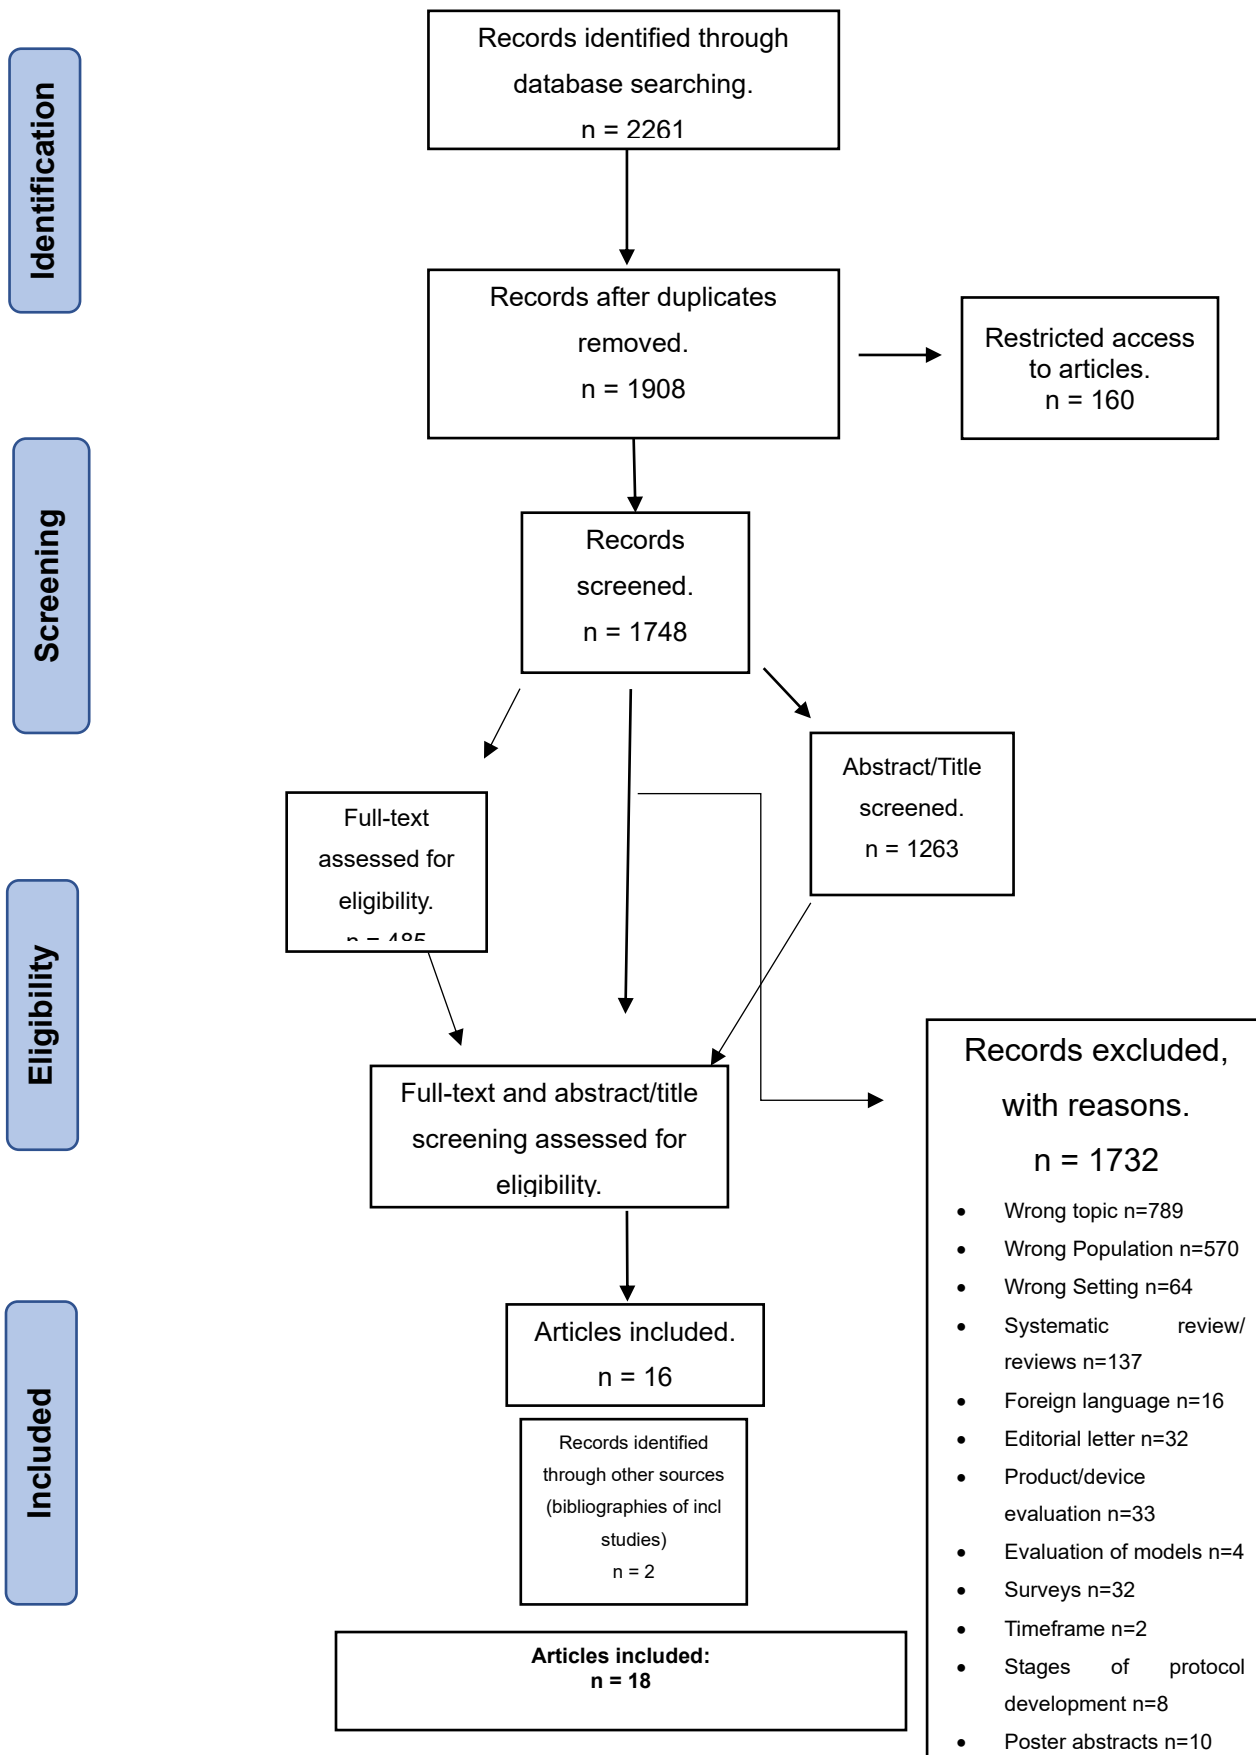 Identification
Records identified through
database searching.
n = 2261
Records after duplicates
removed.
n = 1908
Restricted access
to articles.
n = 160
Screening
Records
screened.
n = 1748
Abstract/Title
screened.
n = 1263
Full-text
assessed for
eligibility.
n = 485
Eligibility
Full-text and abstract/title
screening assessed for
eligibility.
Records excluded,
with reasons.
n = 1732
• Wrong topic n=789
• Wrong Population n=570
• Wrong Setting n=64
• Systematic review/
reviews n=137
• Foreign language n=16
• Editorial letter n=32
• Product/device
evaluation n=33
• Evaluation of models n=4
• Surveys n=32
• Timeframe n=2
• Stages of protocol
development n=8
• Poster abstracts n=10
Included
Articles included.
n = 16
Records identified
through other sources
(bibliographies of incl
studies)
n = 2
Articles included:
n = 18